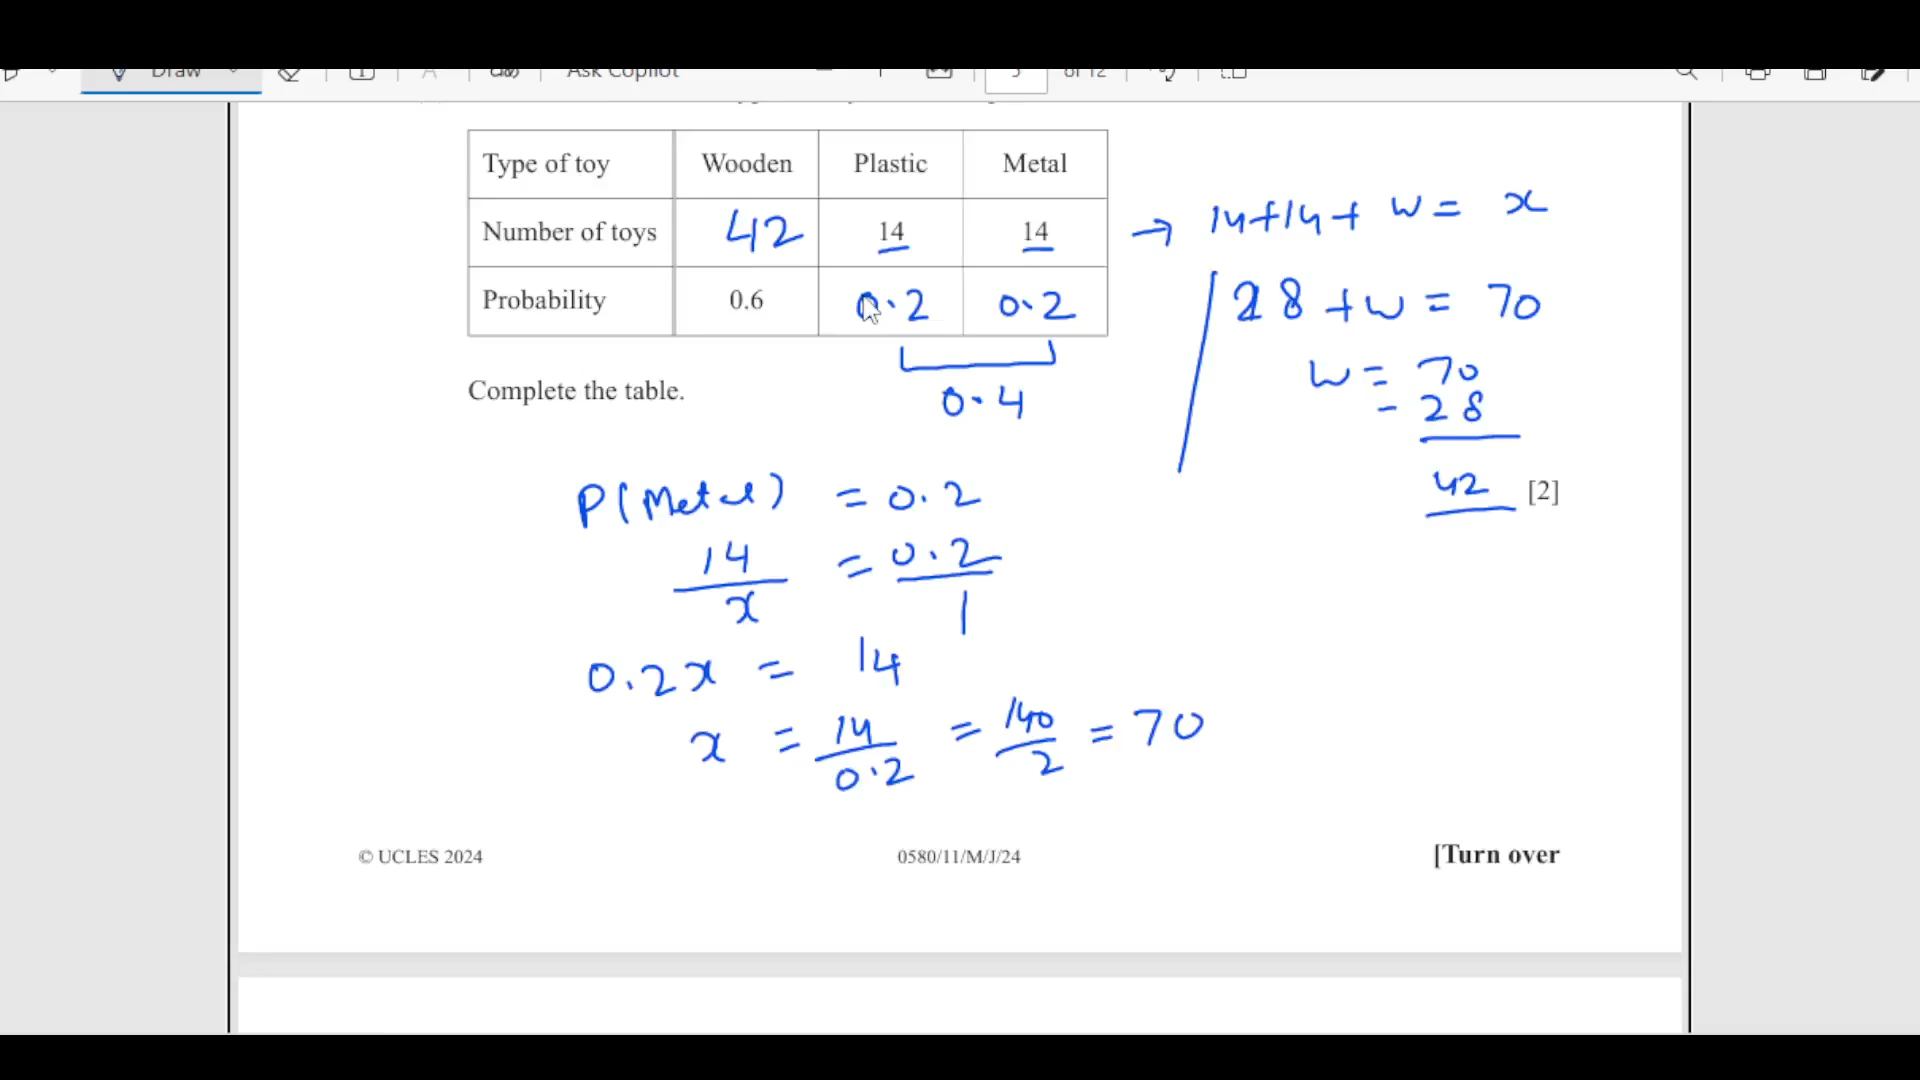 Draw
Ask Copilot
of 12
Type of toy Wooden Plastic Metal
Number of toys 42 14 14
Probability 0.6 0.2 0.2
0.4
Complete the table.
→ 14+14+ w = x
28 + w = 70
w = 70
- 28
42 [2]
P(Metal) = 0.2
14/x = 0.2/1
0.2x = 14
x = 14/0.2 = 140/2 = 70
© UCLES 2024 0580/11/M/J/24 [Turn over